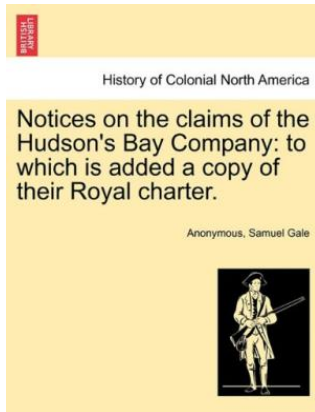 BRITISH
LIBRARY
History of Colonial North America
Notices on the claims of the
Hudson's Bay Company: to
which is added a copy of
their Royal charter.
Anonymous, Samuel Gale